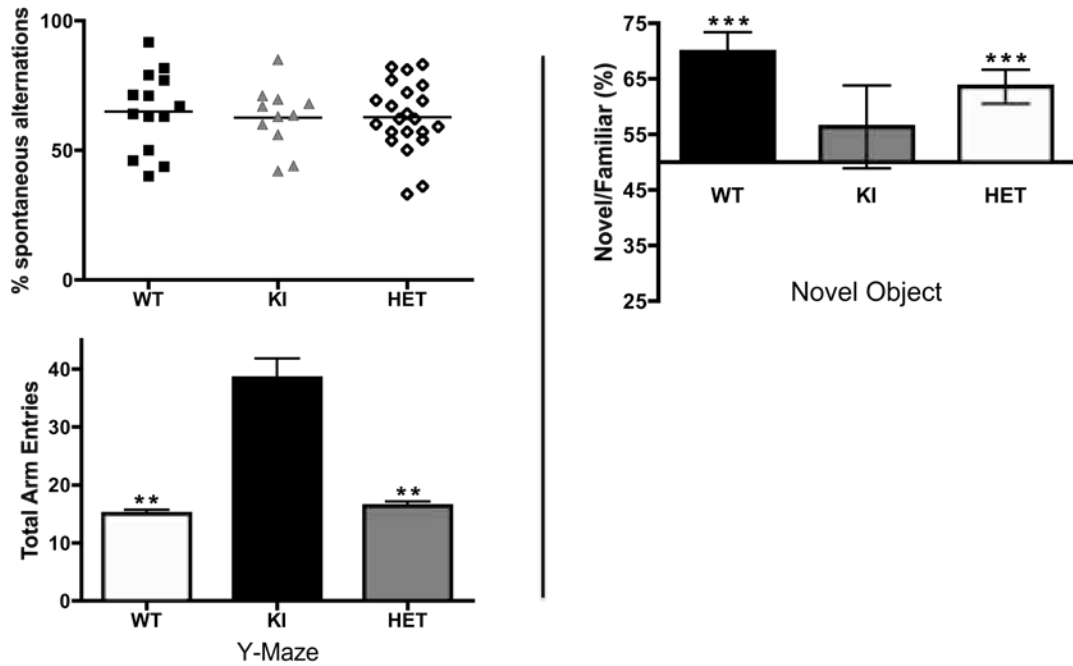 % spontaneous alternations
100
50
0
WT KI HET
Total Arm Entries
40
30
20
10
0
** **
WT KI HET
Y-Maze
Novel/Familiar (%)
75
65
55
45
35
25
*** ***
WT KI HET
Novel Object